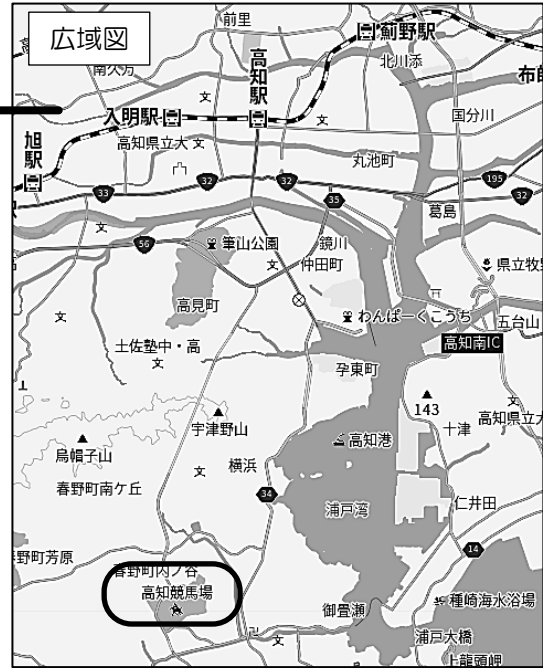 広域図
前里
薊野駅
北川添
南久万
高知駅
布師
入明駅
国分川
旭駅
高知県立大
丸池町
33
32
32
195
32
35
葛島
56
筆山公園
鏡川
仲田町
県立牧野
高見町
わんぱーくこうち
五台山
土佐塾中・高
高知南IC
孕東町
143
宇津野山
十津
高知県立大
烏帽子山
横浜
高知港
春野町南ケ丘
34
浦戸湾
仁井田
14
春野町芳原
春野町内ノ谷
高知競馬場
御畳瀬
種崎海水浴場
浦戸大橋
上龍頭岬